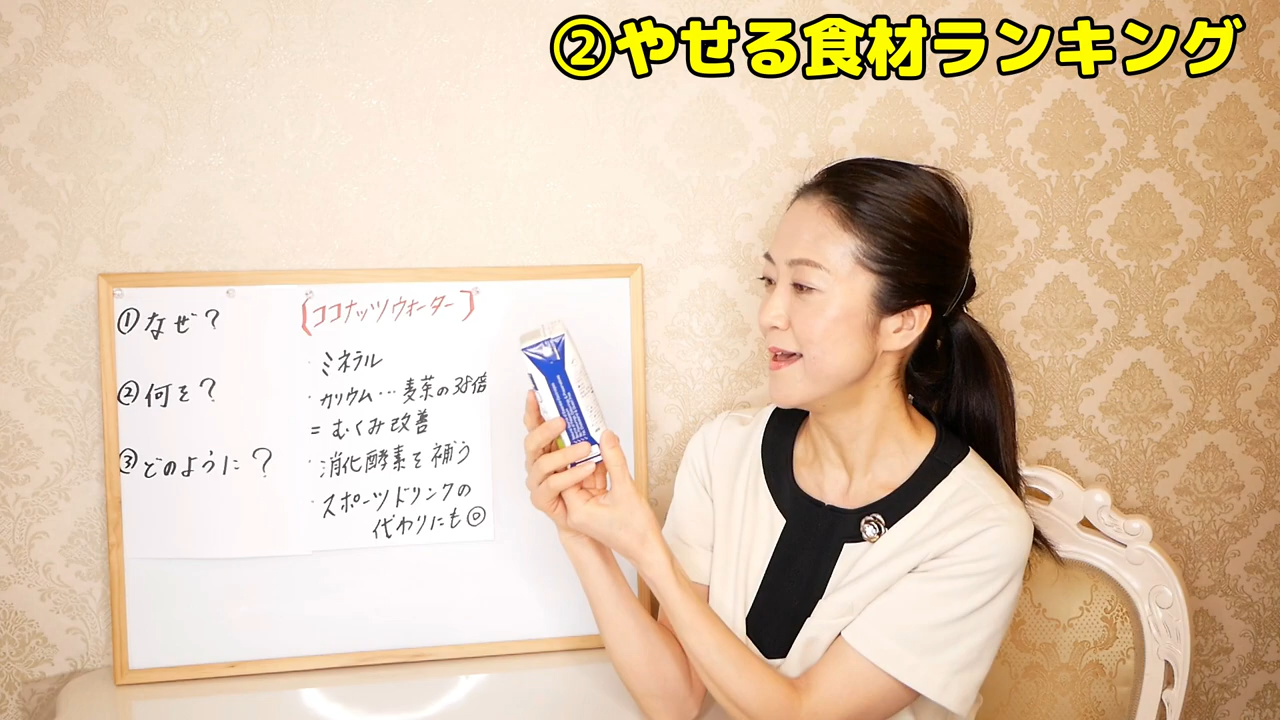 ②やせる食材ランキング
①なぜ？
②何を？
③どのように？
【ココナッツウォーター】
・ミネラル
・カリウム…麦茶の38倍
＝むくみ改善
・消化酵素を補う
・スポーツドリンクの
代わりにも◎